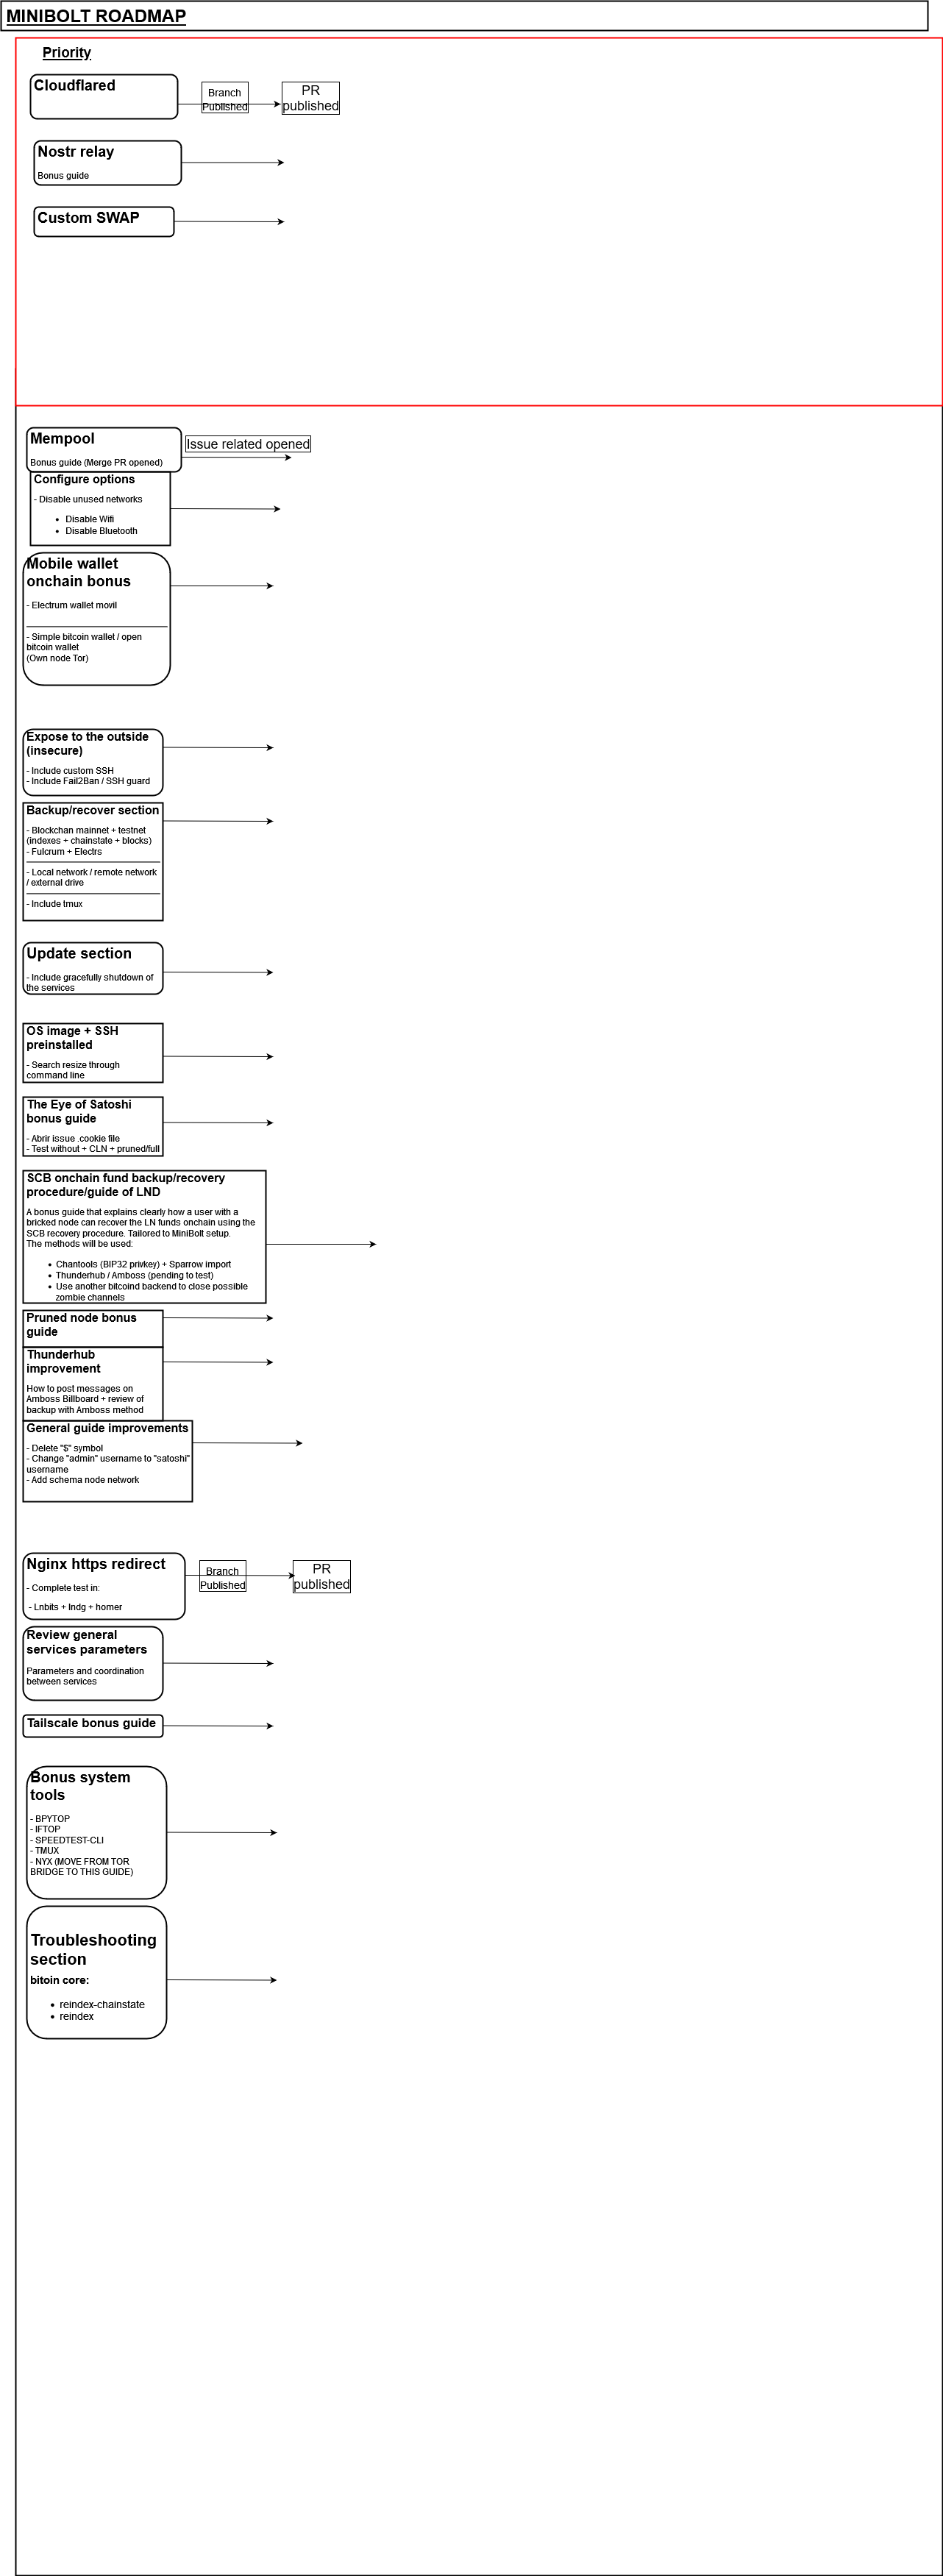 MINIBOLT ROADMAP
Priority
Cloudflared
Branch
Published
PR
published
Nostr relay
Bonus guide
Custom SWAP
Mempool
Bonus guide (Merge PR opened)
Issue related opened
Configure options
- Disable unused networks
• Disable Wifi
• Disable Bluetooth
Mobile wallet
onchain bonus
- Electrum wallet movil
- Simple bitcoin wallet / open
bitcoin wallet
(Own node Tor)
Expose to the outside
(insecure)
- Include custom SSH
- Include Fail2Ban / SSH guard
Backup/recover section
- Blockchan mainnet + testnet
(indexes + chainstate + blocks)
- Fulcrum + Electrs
- Local network / remote network
/ external drive
- Include tmux
Update section
- Include gracefully shutdown of
the services
OS image + SSH
preinstalled
- Search resize through
command line
The Eye of Satoshi
bonus guide
- Abrir issue .cookie file
- Test without + CLN + pruned/full
SCB onchain fund backup/recovery
procedure/guide of LND
A bonus guide that explains clearly how a user with a
bricked node can recover the LN funds onchain using the
SCB recovery procedure. Tailored to MiniBolt setup.
The methods will be used:
• Chantools (BIP32 privkey) + Sparrow import
• Thunderhub / Amboss (pending to test)
• Use another bitcoind backend to close possible
zombie channels
Pruned node bonus
guide
Thunderhub
improvement
How to post messages on
Amboss Billboard + review of
backup with Amboss method
General guide improvements
- Delete "$" symbol
- Change "admin" username to "satoshi"
username
- Add schema node network
Nginx https redirect
- Complete test in:
- Lnbits + lndg + homer
Branch
Published
PR
published
Review general
services parameters
Parameters and coordination
between services
Tailscale bonus guide
Bonus system
tools
- BPYTOP
- IFTOP
- SPEEDTEST-CLI
- TMUX
- NYX (MOVE FROM TOR
BRIDGE TO THIS GUIDE)
Troubleshooting
section
bitoin core:
• reindex-chainstate
• reindex